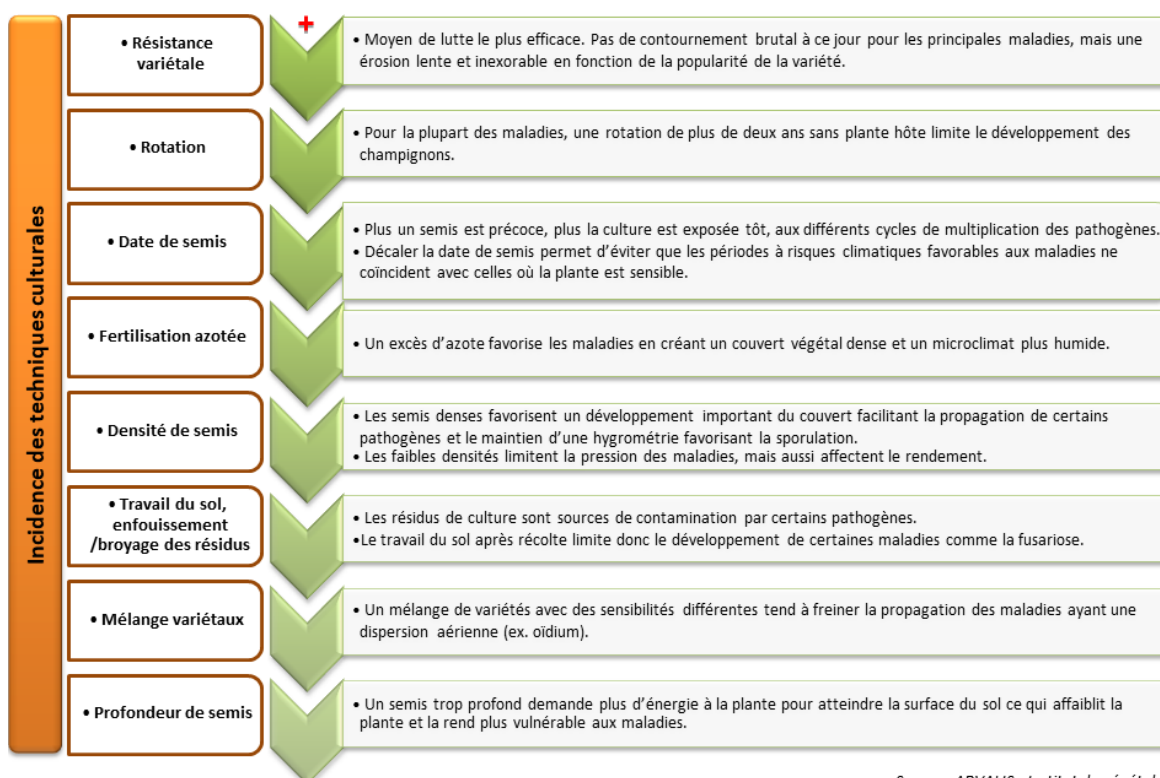 Incidence des techniques culturales
+
• Résistance
variétale
• Moyen de lutte le plus efficace. Pas de contournement brutal à ce jour pour les principales maladies, mais une
érosion lente et inexorable en fonction de la popularité de la variété.
• Rotation
• Pour la plupart des maladies, une rotation de plus de deux ans sans plante hôte limite le développement des
champignons.
• Date de semis
• Plus un semis est précoce, plus la culture est exposée tôt, aux différents cycles de multiplication des pathogènes.
• Décaler la date de semis permet d'éviter que les périodes à risques climatiques favorables aux maladies ne
coïncident avec celles où la plante est sensible.
• Fertilisation azotée
• Un excès d'azote favorise les maladies en créant un couvert végétal dense et un microclimat plus humide.
• Densité de semis
• Les semis denses favorisent un développement important du couvert facilitant la propagation de certains
pathogènes et le maintien d'une hygrométrie favorisant la sporulation.
• Les faibles densités limitent la pression des maladies, mais aussi affectent le rendement.
• Travail du sol,
enfouissement
/broyage des résidus
• Les résidus de culture sont sources de contamination par certains pathogènes.
•Le travail du sol après récolte limite donc le développement de certaines maladies comme la fusariose.
• Mélange variétaux
• Un mélange de variétés avec des sensibilités différentes tend à freiner la propagation des maladies ayant une
dispersion aérienne (ex. oïdium).
• Profondeur de semis
• Un semis trop profond demande plus d'énergie à la plante pour atteindre la surface du sol ce qui affaiblit la
plante et la rend plus vulnérable aux maladies.